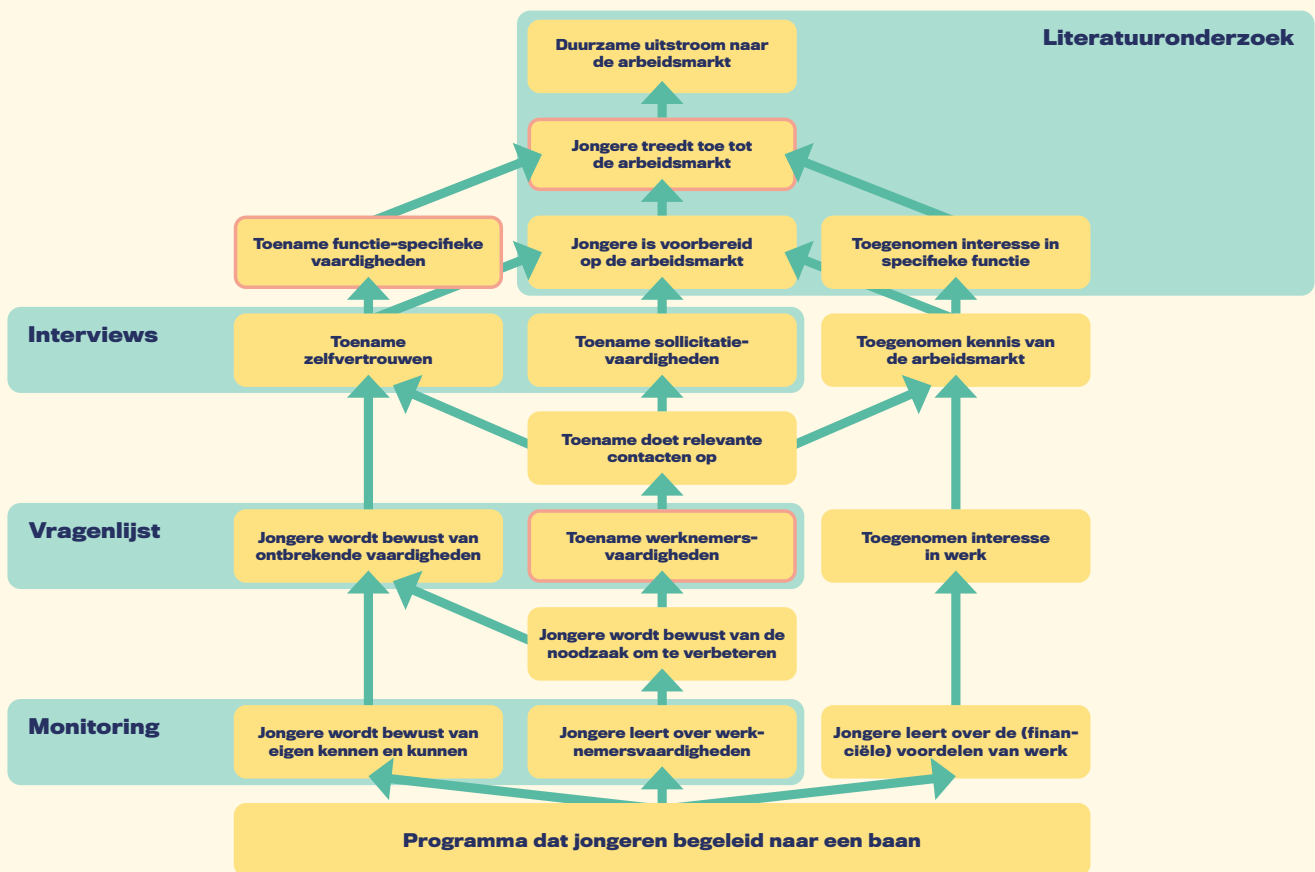 Duurzame uitstroom naar
de arbeidsmarkt
Literatuuronderzoek
Jongere treedt toe tot
de arbeidsmarkt
Toename functie-specifieke
vaardigheden
Jongere is voorbereid
op de arbeidsmarkt
Toegenomen interesse in
specifieke functie
Interviews
Toename
zelfvertrouwen
Toename sollicitatie-
vaardigheden
Toegenomen kennis van
de arbeidsmarkt
Toename doet relevante
contacten op
Vragenlijst
Jongere wordt bewust van
ontbrekende vaardigheden
Toename werknemers-
vaardigheden
Toegenomen interesse
in werk
Jongere wordt bewust van de
noodzaak om te verbeteren
Monitoring
Jongere wordt bewust van
eigen kennen en kunnen
Jongere leert over werk-
nemersvaardigheden
Jongere leert over de (finan-
ciële) voordelen van werk
Programma dat jongeren begeleid naar een baan